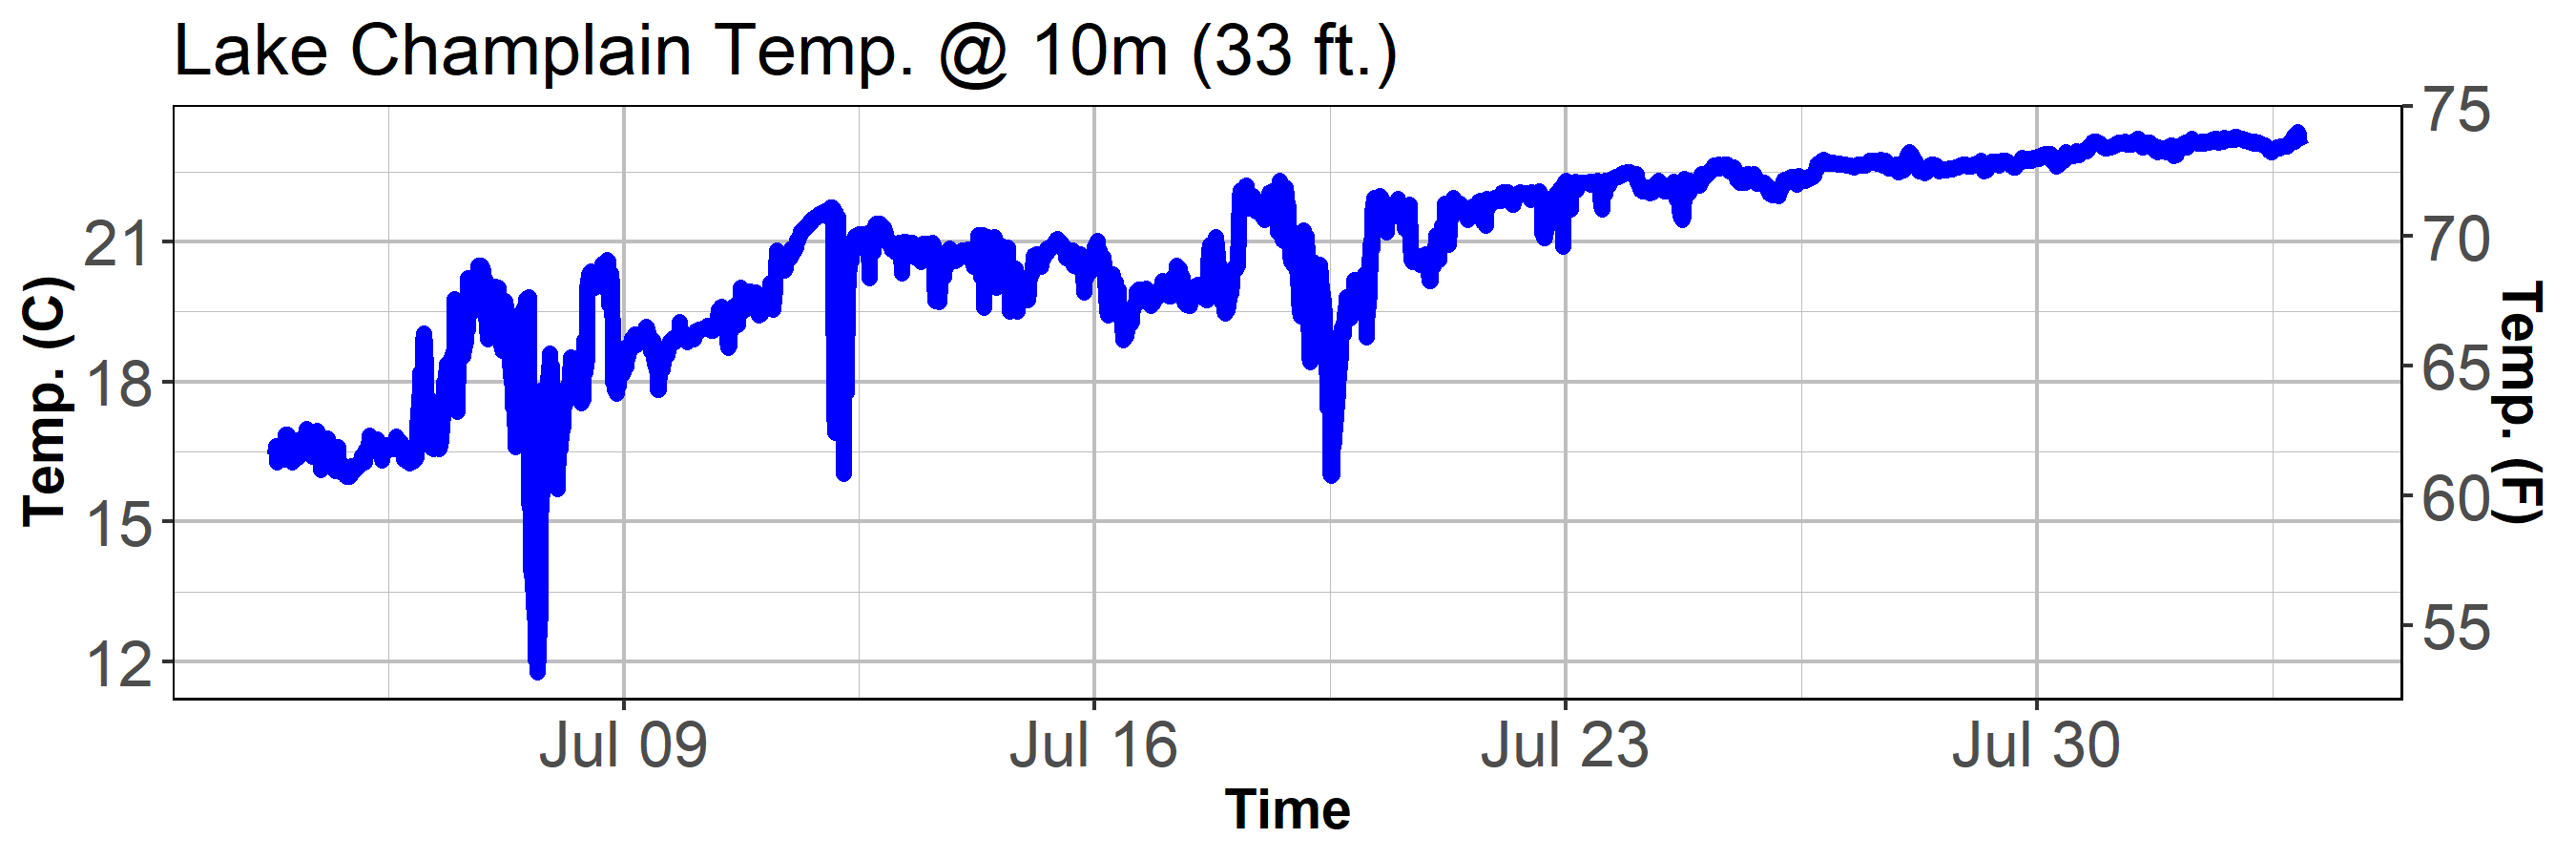 Lake Champlain Temp. @ 10m (33 ft.)
Temp. (C)
21
18
15
12
75
70
65
60
55
Temp. (F)
Jul 09 Jul 16 Jul 23 Jul 30
Time